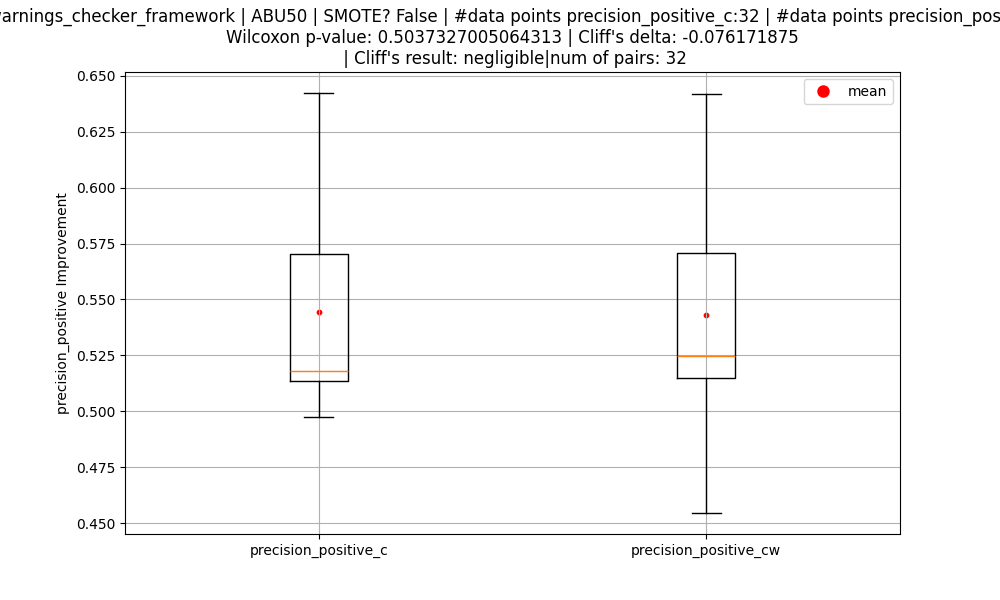 warnings_checker_framework | ABU50 | SMOTE? False | #data points precision_positive_c:32 | #data points precision_pos
Wilcoxon p-value: 0.5037327005064313 | Cliff's delta: -0.076171875
| Cliff's result: negligible|num of pairs: 32
mean
0.650
0.625
0.600
0.575
0.550
0.525
0.500
0.475
0.450
precision_positive Improvement
precision_positive_c
precision_positive_cw